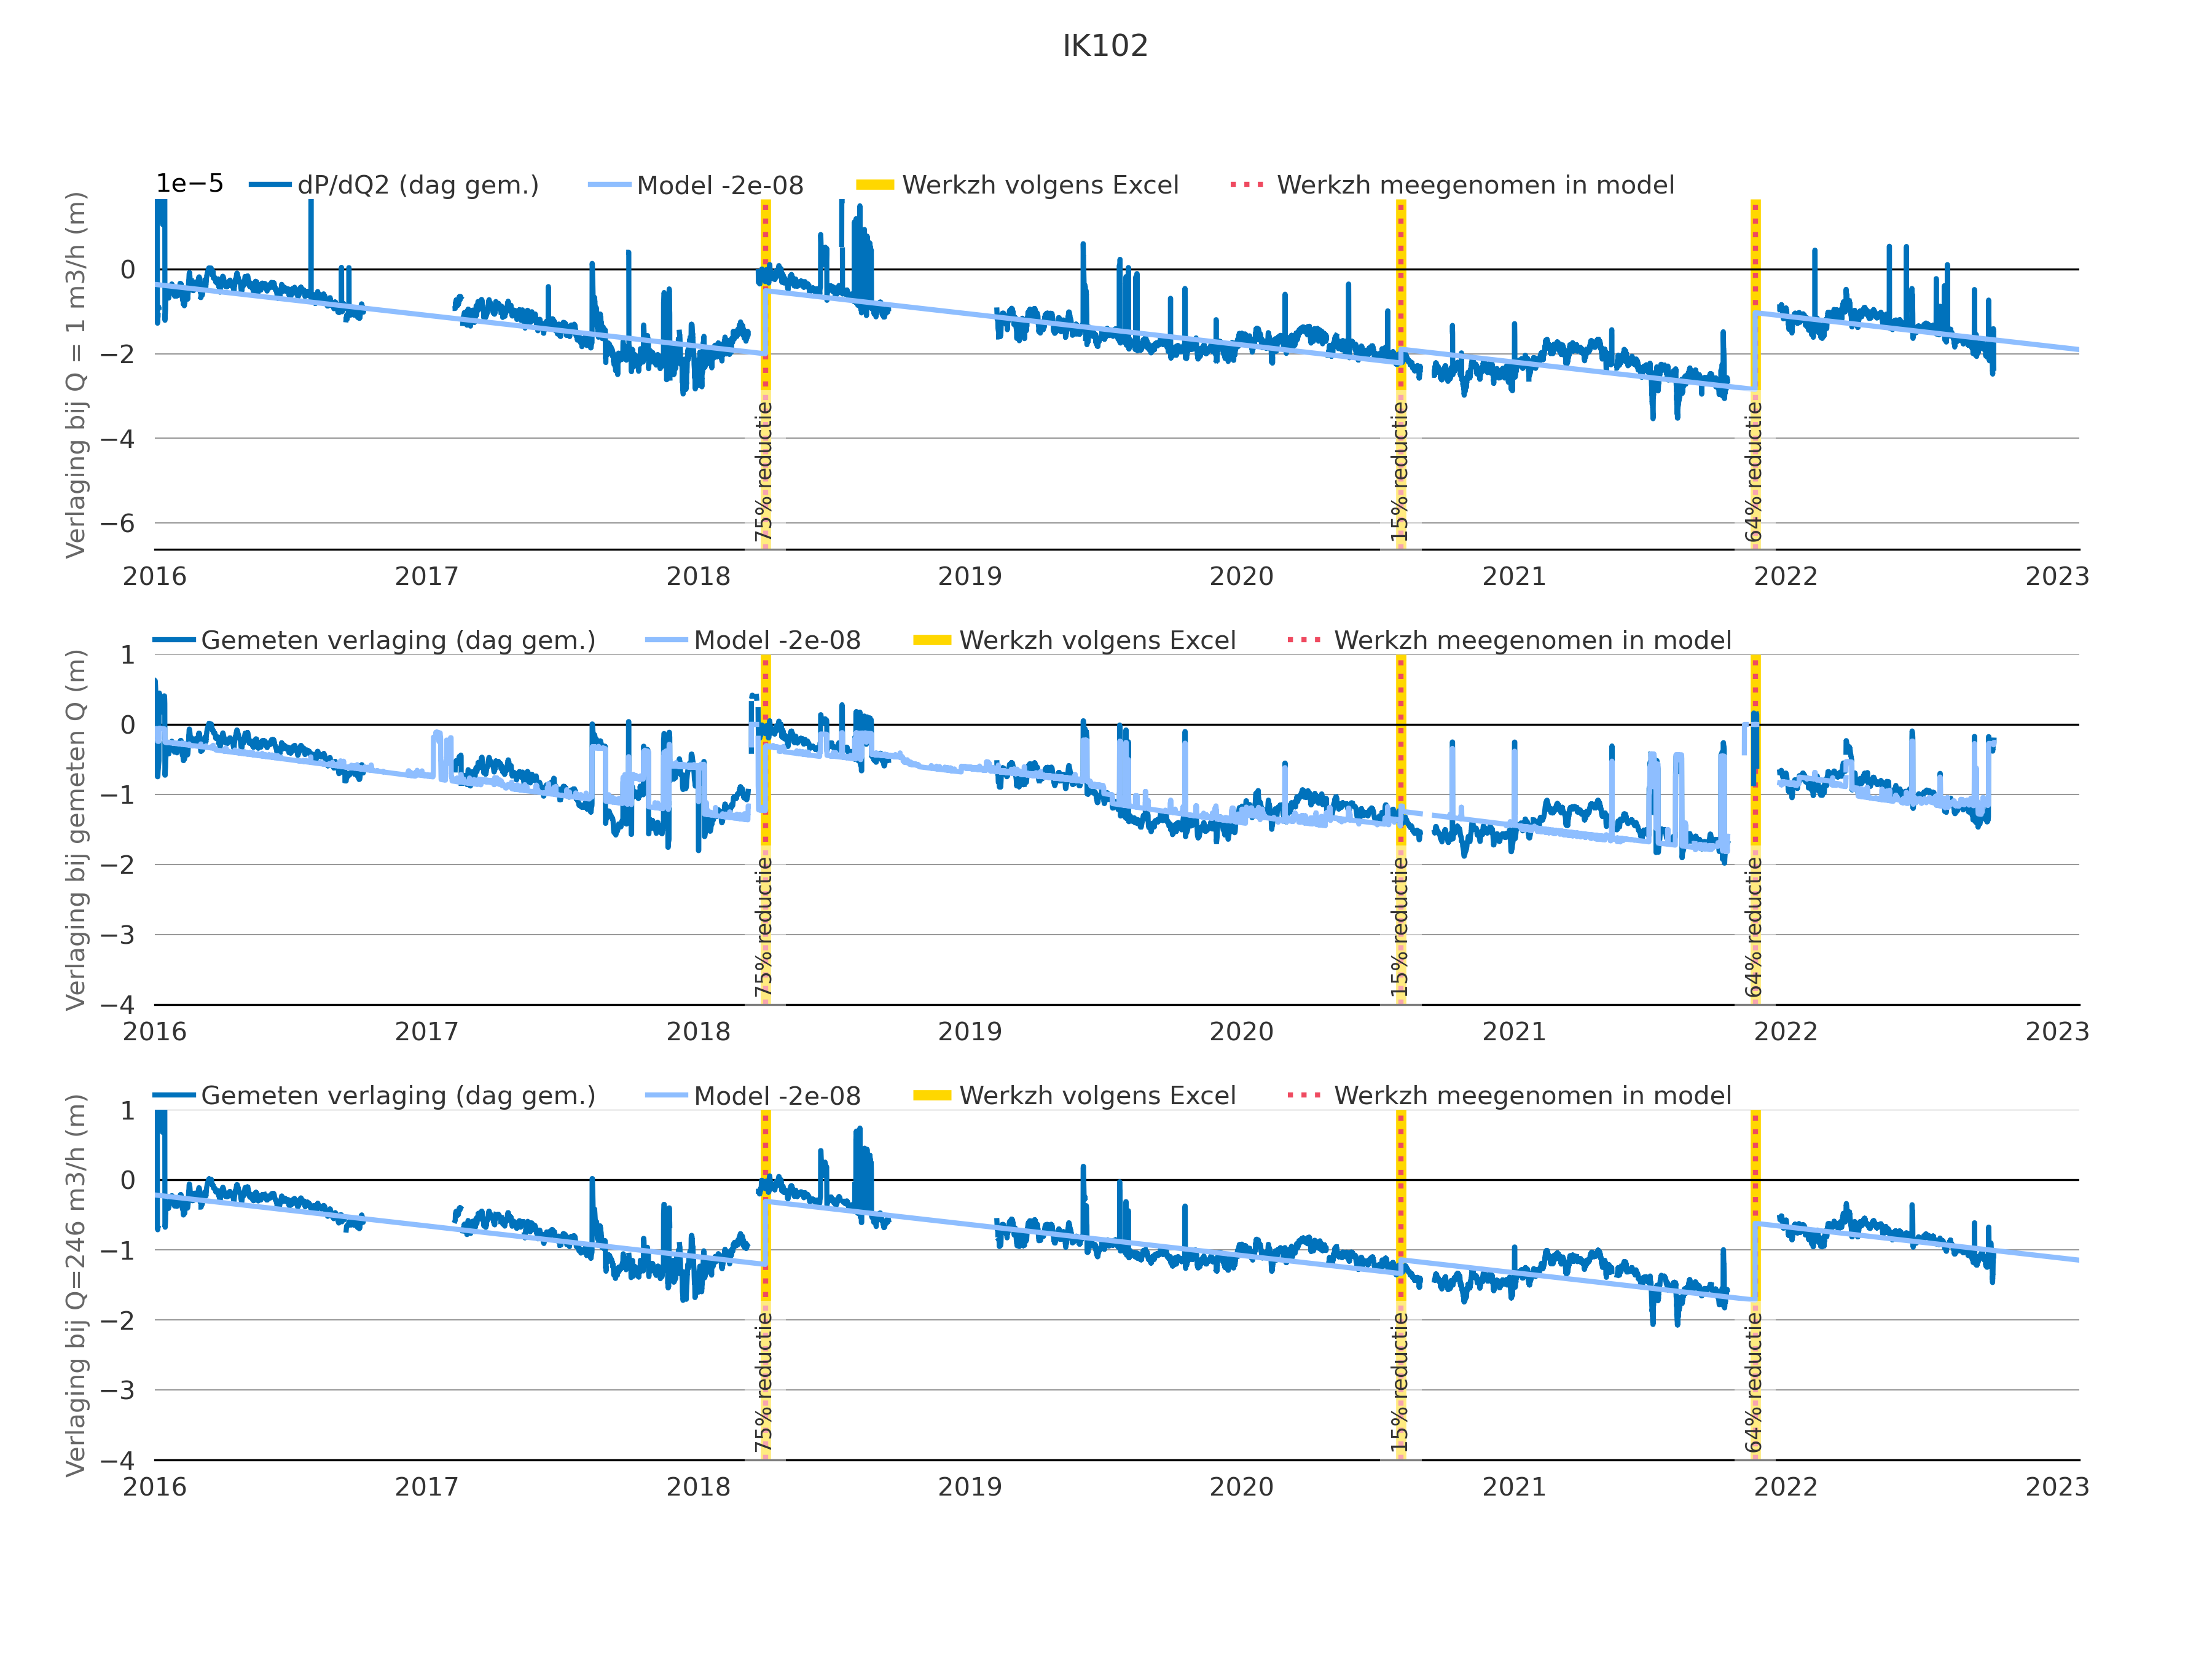 IK102
1e−5
dP/dQ2 (dag gem.) Model -2e-08 Werkzh volgens Excel Werkzh meegenomen in model
Verlaging bij Q = 1 m3/h (m)
0
−2
−4
−6
75% reductie
15% reductie
64% reductie
2016 2017 2018 2019 2020 2021 2022 2023
Gemeten verlaging (dag gem.) Model -2e-08 Werkzh volgens Excel Werkzh meegenomen in model
Verlaging bij gemeten Q (m)
1
0
−1
−2
−3
−4
75% reductie
15% reductie
64% reductie
2016 2017 2018 2019 2020 2021 2022 2023
Gemeten verlaging (dag gem.) Model -2e-08 Werkzh volgens Excel Werkzh meegenomen in model
Verlaging bij Q=246 m3/h (m)
1
0
−1
−2
−3
−4
75% reductie
15% reductie
64% reductie
2016 2017 2018 2019 2020 2021 2022 2023